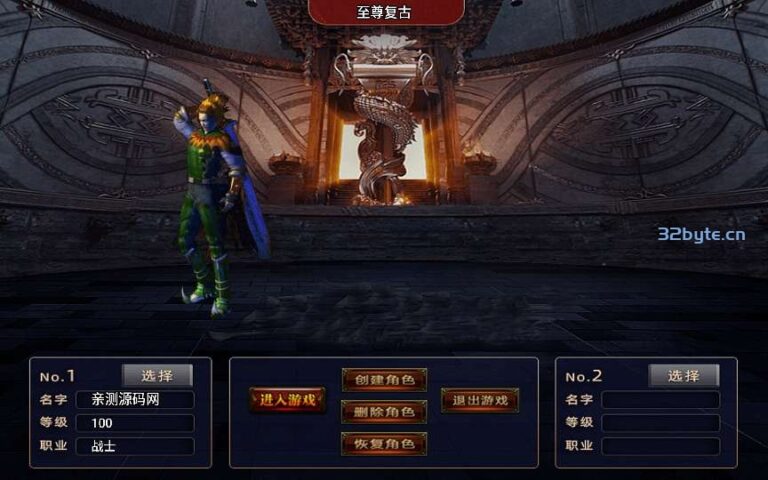 至尊复古
32byte.cn
No.1 选择
名字 亲测源码网
等级 100
职业 战士
进入游戏
创建角色
删除角色
恢复角色
退出游戏
No.2 选择
名字
等级
职业